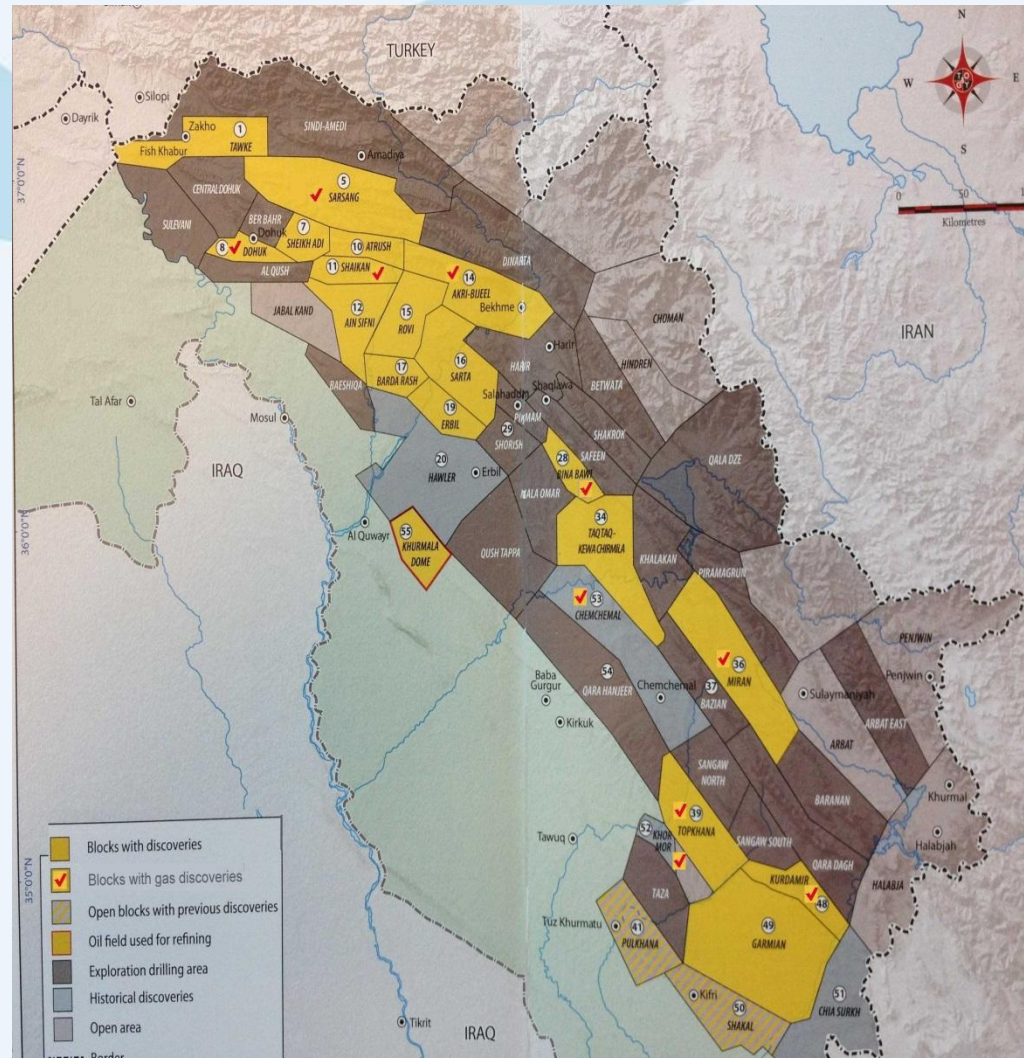 TURKEY
N
W
E
S
Silopi
Dayrik
Zakho
1
TAWKE
SINDI-AMEDI
Fish Khabur
Amadiya
37°0'0"N
CENTRAL DOHUK
5
SARSANG
0
50
Kilometres
SULEVANI
BER BAHR
7
Dohuk
SHEIKH ADI
8
DOHUK
10 ATRUSH
DINARTA
11 SHAIKAN
AL QUSH
14
AKRI-BIJEEL
Bekhme
JABAL KAND
12
AIN SIFNI
15
ROVI
CHOMAN
IRAN
Harir
HARIR
HINDREN
16
SARTA
17
BARDA RASH
BAESHIQA
BETWATA
Salahaddin
Shaqlawa
Tal Afar
Mosul
19
ERBIL
PIRMAM
29
SHORISH
SHAKROK
SAFEEN
QALA DZE
IRAQ
20
HAWLER
Erbil
28
BINA BAWI
MALA OMAR
34
TAQTAQ-
KEWA CHIRMILA
36°0'0"N
Al Quwayr
55
KHURMALA
DOME
QUSH TAPPA
KHALAKAN
PIRAMAGRUN
53
CHEMCHEMAL
PENJWIN
36
MIRAN
54
QARA HANJEER
Baba
Gurgur
Chemchemal
37
BAZIAN
Sulaymaniyah
Penjwin
ARBAT EAST
Kirkuk
ARBAT
SANGAW
NORTH
BARANAN
Khurmal
39
TOPKHANA
Halabjah
Tawuq
52
KHOR
MOR
SANGAW SOUTH
QARA DAGH
HALABJA
KURDAMIR
48
TAZA
Tuz Khurmatu
41
PULKHANA
49
GARMIAN
Kifri
50
SHAKAL
51
CHIA SURKH
Tikrit
IRAQ
35°0'0"N
Blocks with discoveries
Blocks with gas discoveries
Open blocks with previous discoveries
Oil field used for refining
Exploration drilling area
Historical discoveries
Open area
Border